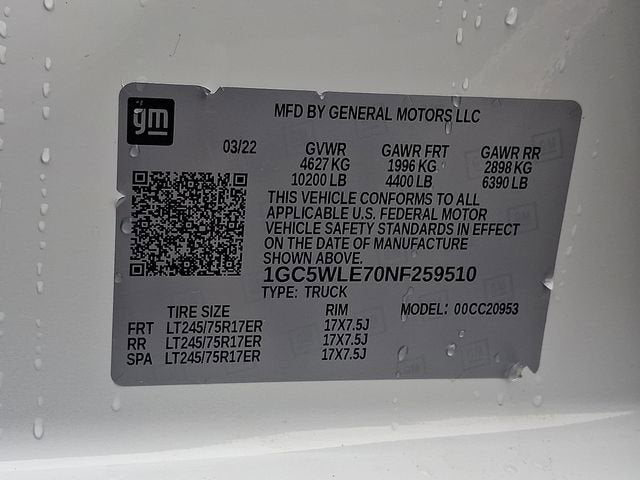 gm
MFD BY GENERAL MOTORS LLC
03/22 GVWR GAWR FRT GAWR RR
4627 KG 1996 KG 2898 KG
10200 LB 4400 LB 6390 LB
THIS VEHICLE CONFORMS TO ALL
APPLICABLE U.S. FEDERAL MOTOR
VEHICLE SAFETY STANDARDS IN EFFECT
ON THE DATE OF MANUFACTURE
SHOWN ABOVE.
1GC5WLE70NF259510
TYPE: TRUCK
TIRE SIZE RIM MODEL: 00CC20953
FRT LT245/75R17ER 17X7.5J
RR LT245/75R17ER 17X7.5J
SPA LT245/75R17ER 17X7.5J